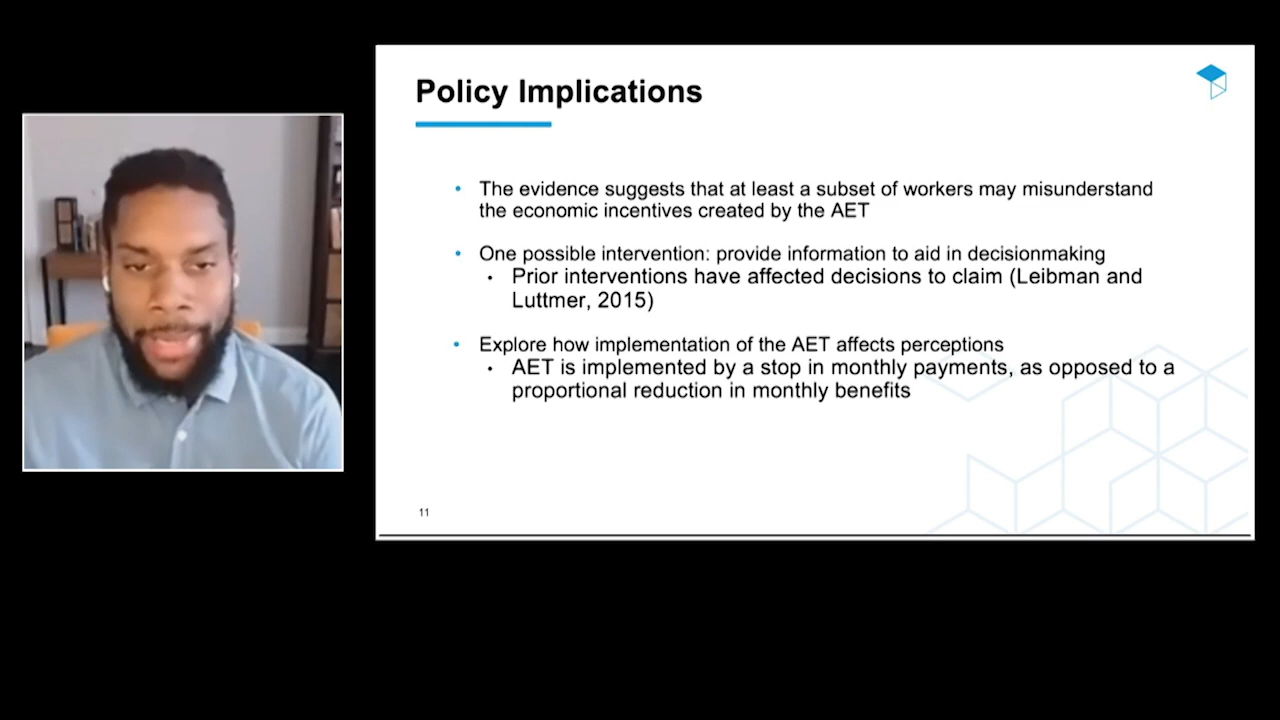 Policy Implications
• The evidence suggests that at least a subset of workers may misunderstand
the economic incentives created by the AET
• One possible intervention: provide information to aid in decisionmaking
• Prior interventions have affected decisions to claim (Leibman and
Luttmer, 2015)
• Explore how implementation of the AET affects perceptions
• AET is implemented by a stop in monthly payments, as opposed to a
proportional reduction in monthly benefits
11